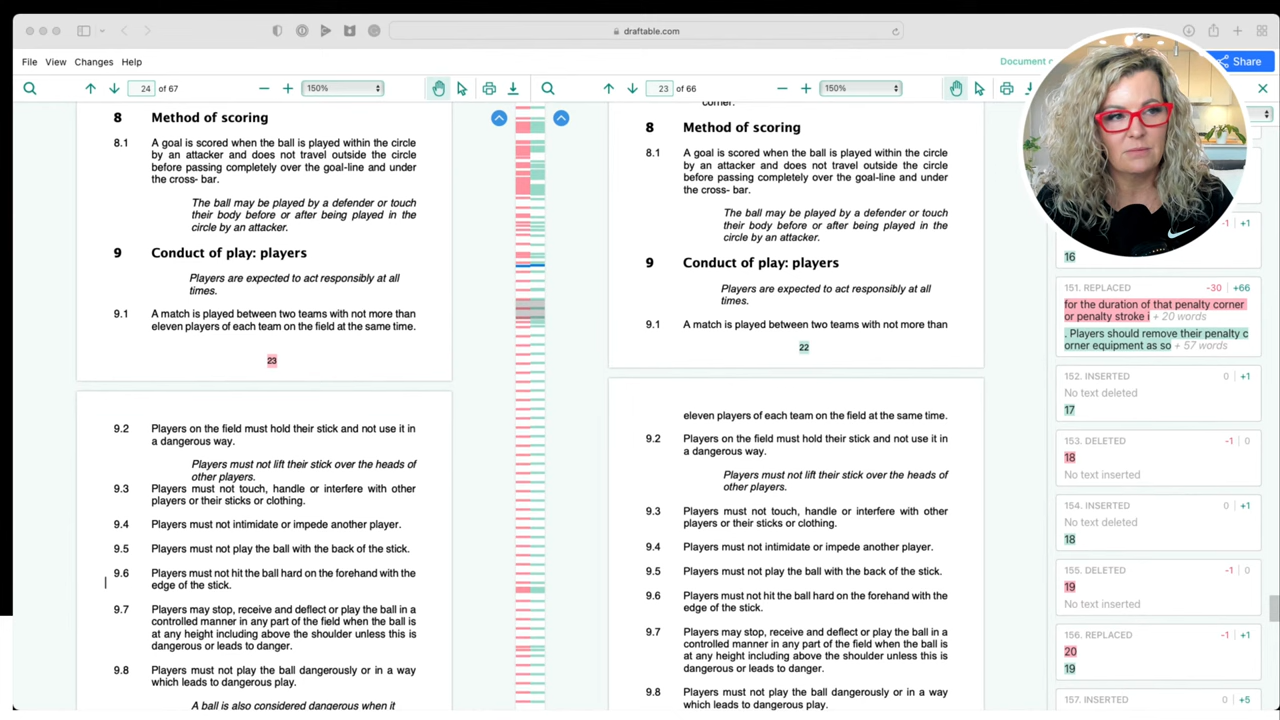 draftable.com
File View Changes Help
Document
Share
24 of 67
150%
23 of 66
150%
8 Method of scoring
8.1 A goal is scored when the ball is played within the circle
by an attacker and does not travel outside the circle
before passing completely over the goal-line and under
the cross- bar.
The ball may be played by a defender or touch
their body before or after being played in the
circle by an attacker.
9 Conduct of play: players
Players are expected to act responsibly at all
times.
9.1 A match is played between two teams with not more than
eleven players of each team on the field at the same time.
23
9.2 Players on the field must hold their stick and not use it in
a dangerous way.
Players must not lift their stick over the heads of
other players.
9.3 Players must not touch, handle or interfere with other
players or their sticks or clothing.
9.4 Players must not intimidate or impede another player.
9.5 Players must not play the ball with the back of the stick.
9.6 Players must not hit the ball hard on the forehand with the
edge of the stick.
9.7 Players may stop, receive and deflect or play the ball in a
controlled manner in any part of the field when the ball is
at any height including above the shoulder unless this is
dangerous or leads to danger.
9.8 Players must not play the ball dangerously or in a way
which leads to dangerous play.
A ball is also considered dangerous when it
corner.
8 Method of scoring
8.1 A goal is scored when the ball is played within the circle
by an attacker and does not travel outside the circle
before passing completely over the goal-line and under
the cross- bar.
The ball may be played by a defender or touch
their body before or after being played in the
circle by an attacker.
9 Conduct of play: players
Players are expected to act responsibly at all
times.
9.1 A match is played between two teams with not more than
22
eleven players of each team on the field at the same time.
9.2 Players on the field must hold their stick and not use it in
a dangerous way.
Players must not lift their stick over the heads of
other players.
9.3 Players must not touch, handle or interfere with other
players or their sticks or clothing.
9.4 Players must not intimidate or impede another player.
9.5 Players must not play the ball with the back of the stick.
9.6 Players must not hit the ball hard on the forehand with the
edge of the stick.
9.7 Players may stop, receive and deflect or play the ball in a
controlled manner in any part of the field when the ball is
at any height including above the shoulder unless this is
dangerous or leads to danger.
9.8 Players must not play the ball dangerously or in a way
which leads to dangerous play.
-1 +1
16
151. REPLACED -30 +66
for the duration of that penalty corner
or penalty stroke i + 20 words
. Players should remove their penalty c
orner equipment as so + 57 words
152. INSERTED 0 +1
No text deleted
17
153. DELETED -1 0
18
No text inserted
154. INSERTED 0 +1
No text deleted
18
155. DELETED -1 0
19
No text inserted
156. REPLACED -1 +1
20
19
157. INSERTED 0 +5